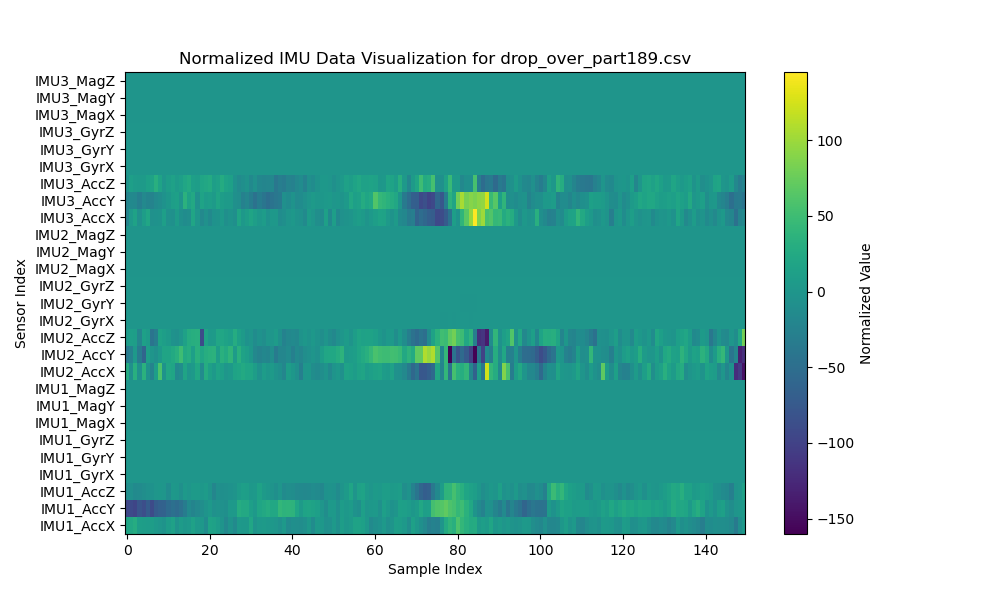 Normalized IMU Data Visualization for drop_over_part189.csv
IMU3_MagZ
IMU3_MagY
IMU3_MagX
IMU3_GyrZ
IMU3_GyrY
IMU3_GyrX
IMU3_AccZ
IMU3_AccY
IMU3_AccX
IMU2_MagZ
IMU2_MagY
IMU2_MagX
IMU2_GyrZ
IMU2_GyrY
IMU2_GyrX
IMU2_AccZ
IMU2_AccY
IMU2_AccX
IMU1_MagZ
IMU1_MagY
IMU1_MagX
IMU1_GyrZ
IMU1_GyrY
IMU1_GyrX
IMU1_AccZ
IMU1_AccY
IMU1_AccX
Sensor Index
0 20 40 60 80 100 120 140
Sample Index
100
50
0
−50
−100
−150
Normalized Value